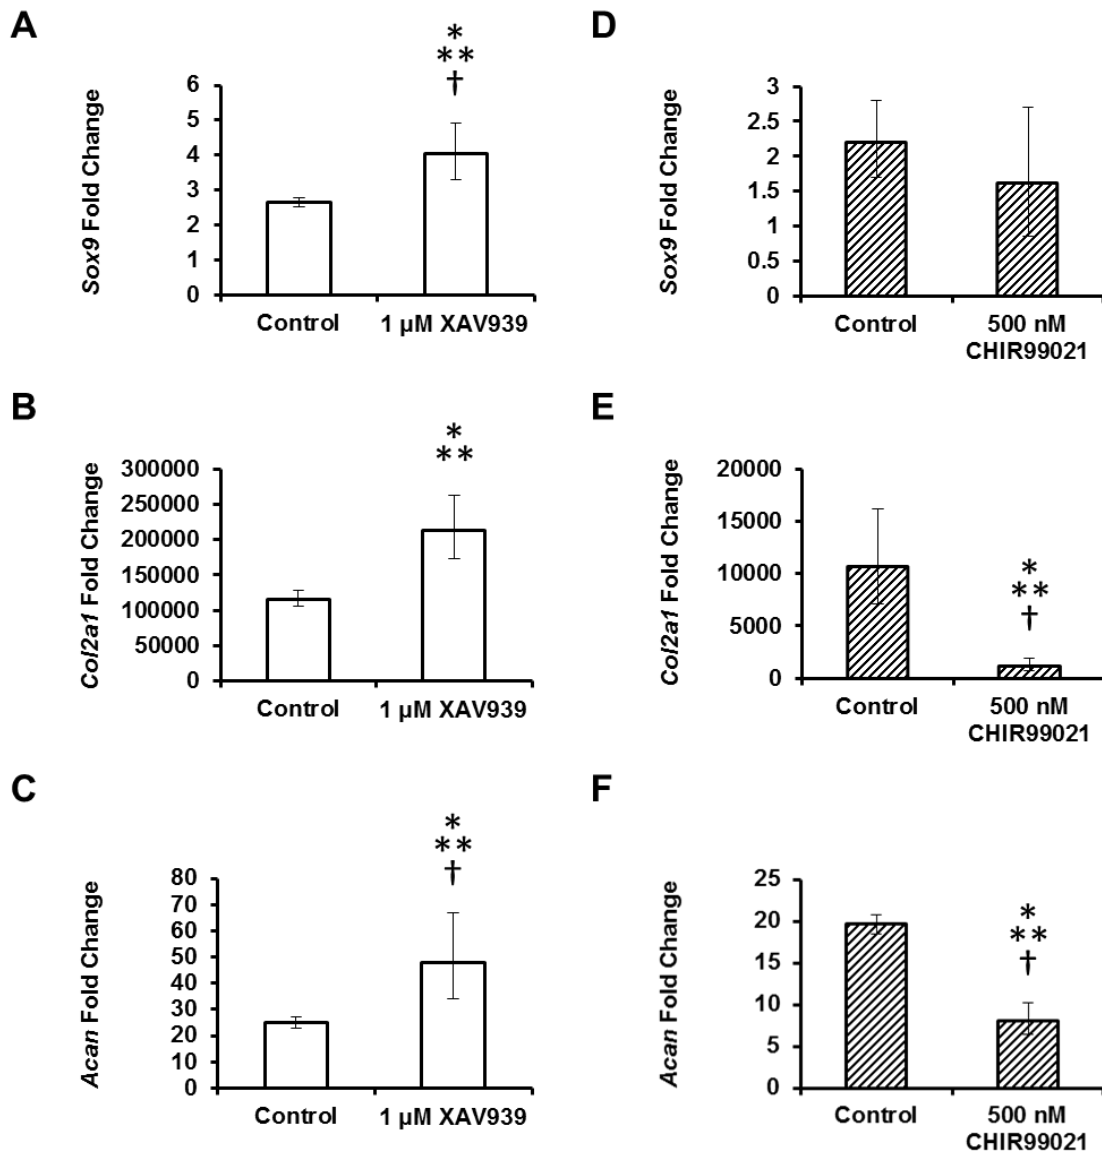 A
*
**
†
Sox9 Fold Change
6
5
4
3
2
1
0
Control
1 µM XAV939
D
Sox9 Fold Change
3
2.5
2
1.5
1
0.5
0
Control
500 nM
CHIR99021
B
*
**
Col2a1 Fold Change
300000
250000
200000
150000
100000
50000
0
Control
1 µM XAV939
E
*
**
†
Col2a1 Fold Change
20000
15000
10000
5000
0
Control
500 nM
CHIR99021
C
*
**
†
Acan Fold Change
80
70
60
50
40
30
20
10
0
Control
1 µM XAV939
F
*
**
†
Acan Fold Change
25
20
15
10
5
0
Control
500 nM
CHIR99021